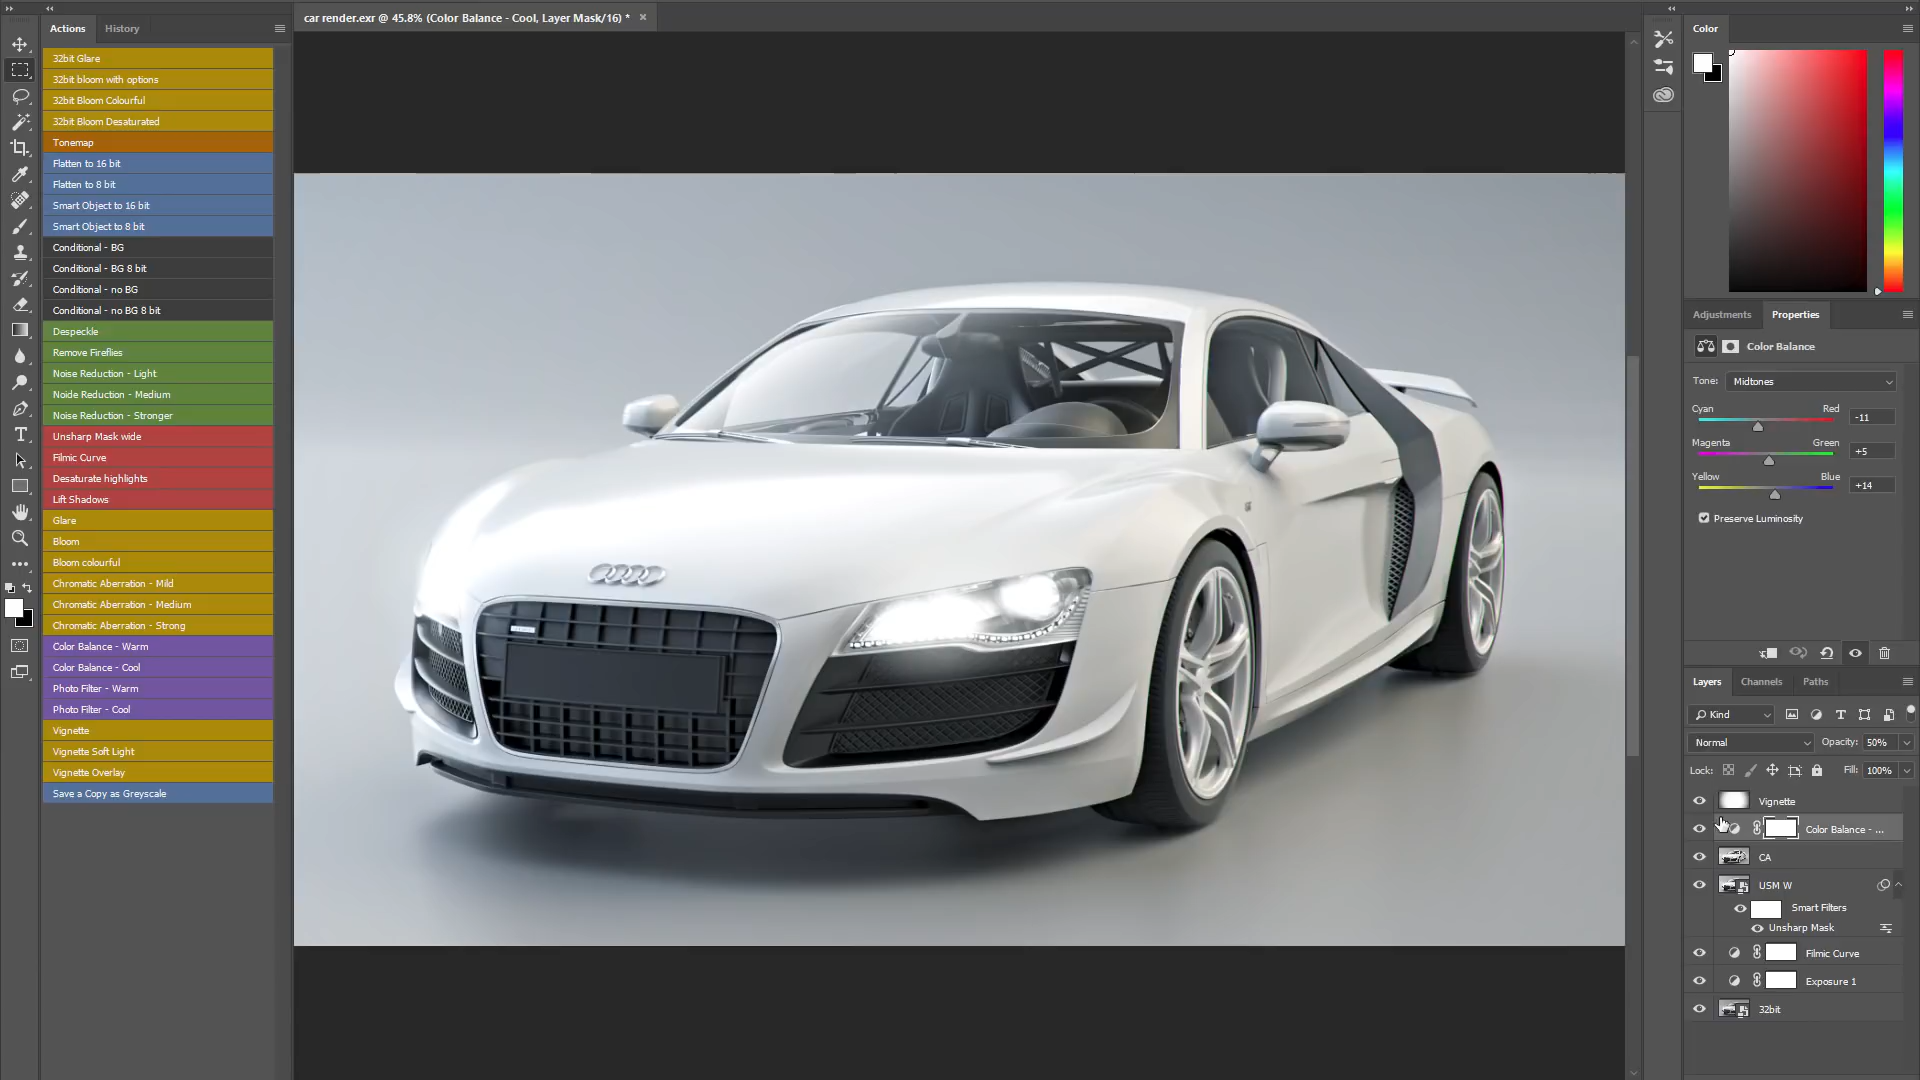 Actions
History
32bit Glare
32bit bloom with options
32bit Bloom Colourful
32bit Bloom Desaturated
Tonemap
Flatten to 16 bit
Flatten to 8 bit
Smart Object to 16 bit
Smart Object to 8 bit
Conditional - BG
Conditional - BG 8 bit
Conditional - no BG
Conditional - no BG 8 bit
Despeckle
Remove Fireflies
Noise Reduction - Light
Noide Reduction - Medium
Noise Reduction - Stronger
Unsharp Mask wide
Filmic Curve
Desaturate highlights
Lift Shadows
Glare
Bloom
Bloom colourful
Chromatic Aberration - Mild
Chromatic Aberration - Medium
Chromatic Aberration - Strong
Color Balance - Warm
Color Balance - Cool
Photo Filter - Warm
Photo Filter - Cool
Vignette
Vignette Soft Light
Vignette Overlay
Save a Copy as Greyscale
car render.exr @ 45.8% (Color Balance - Cool, Layer Mask/16) *
Color
Adjustments
Properties
Color Balance
Tone: Midtones
Cyan Red -11
Magenta Green +5
Yellow Blue +14
Preserve Luminosity
Layers Channels Paths
Kind
Normal Opacity: 50%
Lock: Fill: 100%
Vignette
Color Balance - ...
CA
USM W
Smart Filters
Unsharp Mask
Filmic Curve
Exposure 1
32bit